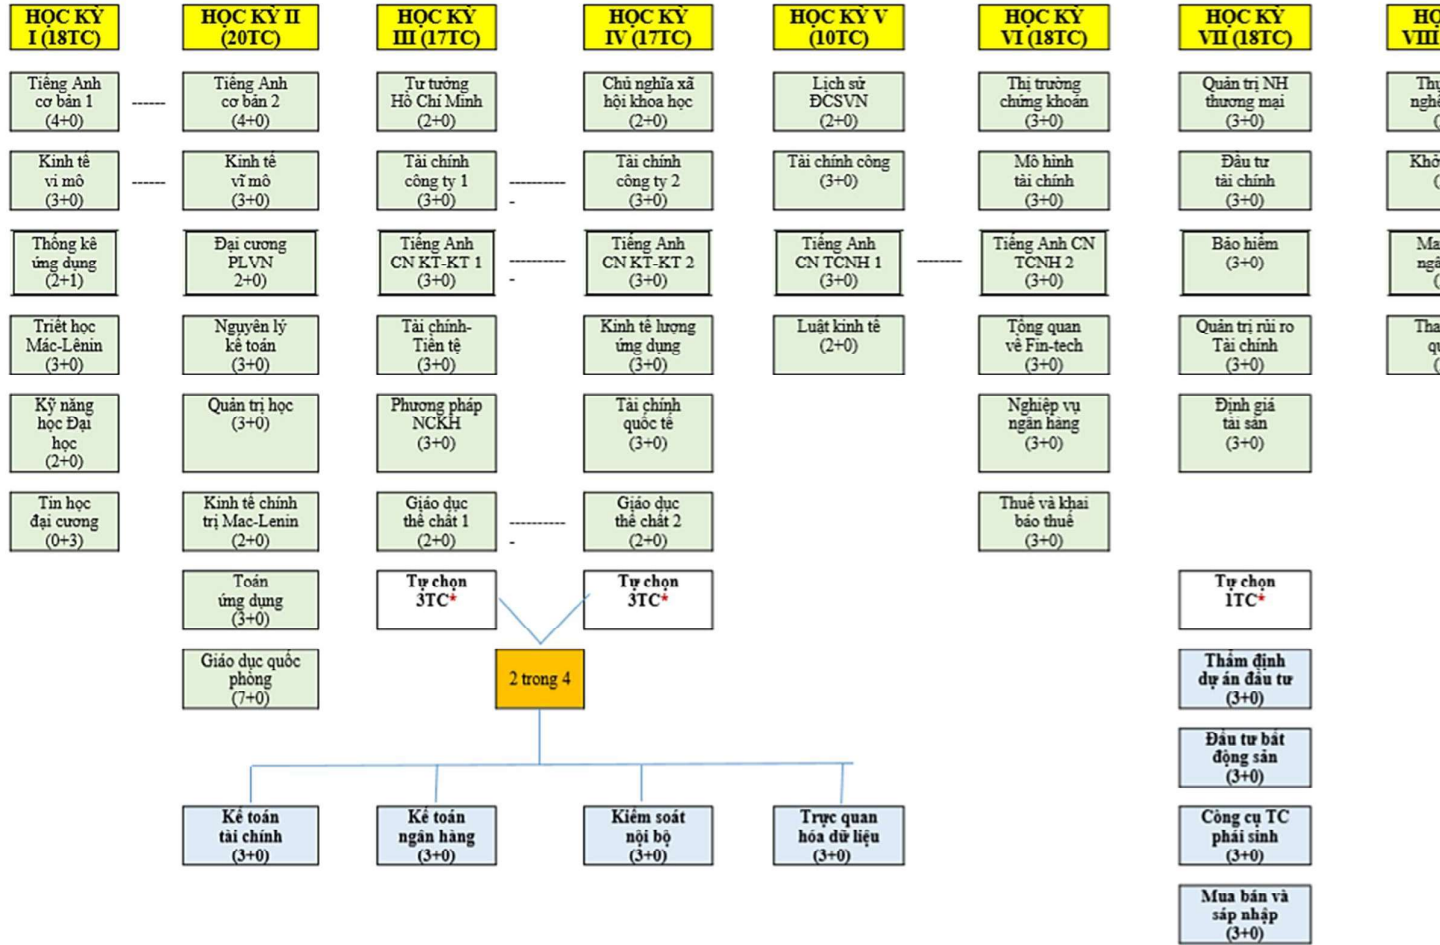 HỌC KỲ
I (18TC)
HỌC KỲ II
(20TC)
HỌC KỲ
III (17TC)
HỌC KỲ
IV (17TC)
HỌC KỲ V
(10TC)
HỌC KỲ
VI (18TC)
HỌC KỲ
VII (18TC)
VIII
Tiếng Anh
cơ bản 1
(4+0)
Tiếng Anh
cơ bản 2
(4+0)
Tư tưởng
Hồ Chí Minh
(2+0)
Chủ nghĩa xã
hội khoa học
(2+0)
Lịch sử
ĐCSVN
(2+0)
Thị trường
chứng khoán
(3+0)
Quản trị NH
thương mại
(3+0)
Kinh tế
vi mô
(3+0)
Kinh tế
vĩ mô
(3+0)
Tài chính
công ty 1
(3+0)
Tài chính
công ty 2
(3+0)
Tài chính công
(3+0)
Mô hình
tài chính
(3+0)
Đầu tư
tài chính
(3+0)
Thống kê
ứng dụng
(2+1)
Đại cương
PLVN
2+0)
Tiếng Anh
CN KT-KT 1
(3+0)
Tiếng Anh
CN KT-KT 2
(3+0)
Tiếng Anh
CN TCNH 1
(3+0)
Tiếng Anh CN
TCNH 2
(3+0)
Bảo hiểm
(3+0)
Triết học
Mác-Lênin
(3+0)
Nguyên lý
kế toán
(3+0)
Tài chính-
Tiền tệ
(3+0)
Kinh tế lượng
ứng dụng
(3+0)
Luật kinh tế
(2+0)
Tổng quan
về Fin-tech
(3+0)
Quản trị rủi ro
Tài chính
(3+0)
Kỹ năng
học Đại
học
(2+0)
Quản trị học
(3+0)
Phương pháp
NCKH
(3+0)
Tài chính
quốc tế
(3+0)
Nghiệp vụ
ngân hàng
(3+0)
Định giá
tài sản
(3+0)
Tin học
đại cương
(0+3)
Kinh tế chính
trị Mac-Lenin
(2+0)
Giáo dục
thể chất 1
(2+0)
Giáo dục
thể chất 2
(2+0)
Thuế và khai
báo thuế
(3+0)
Toán
ứng dụng
(3+0)
Tự chọn
3TC*
Tự chọn
3TC*
Tự chọn
1TC*
Giáo dục quốc
phòng
(7+0)
2 trong 4
Thẩm định
dự án đầu tư
(3+0)
Đầu tư bất
động sản
(3+0)
Kế toán
tài chính
(3+0)
Kế toán
ngân hàng
(3+0)
Kiểm soát
nội bộ
(3+0)
Trực quan
hóa dữ liệu
(3+0)
Công cụ TC
phái sinh
(3+0)
Mua bán và
sáp nhập
(3+0)